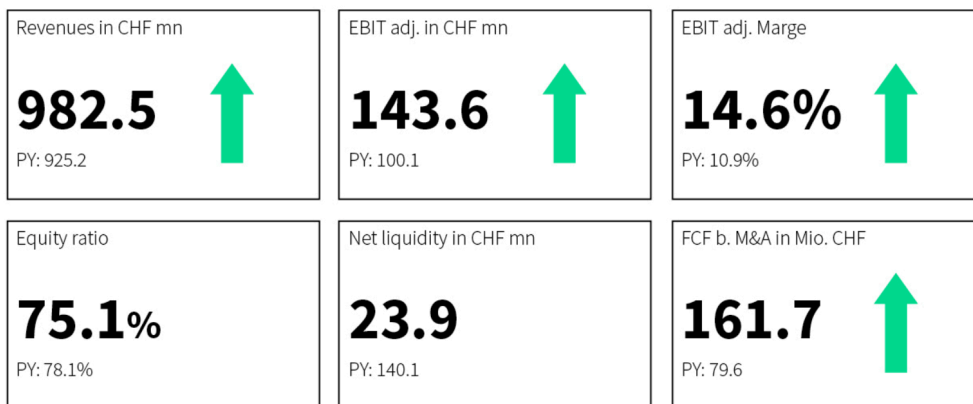 Revenues in CHF mn
982.5
PY: 925.2
EBIT adj. in CHF mn
143.6
PY: 100.1
EBIT adj. Marge
14.6%
PY: 10.9%
Equity ratio
75.1%
PY: 78.1%
Net liquidity in CHF mn
23.9
PY: 140.1
FCF b. M&A in Mio. CHF
161.7
PY: 79.6